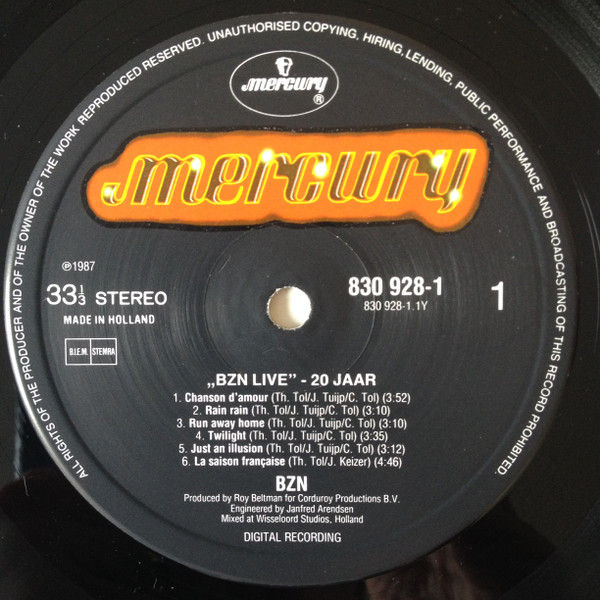 ALL RIGHTS OF THE PRODUCER AND OF THE OWNER OF THE WORK REPRODUCED RESERVED. UNAUTHORISED COPYING, HIRING, LENDING, PUBLIC PERFORMANCE AND BROADCASTING OF THIS RECORD PROHIBITED.
mercury ®
mercury
℗1987
33⅓ STEREO
MADE IN HOLLAND
B.I.E.M. STEMRA
830 928-1
830 928-1.1Y
1
„BZN LIVE” - 20 JAAR
1. Chanson d'amour (Th. Tol/J. Tuijp/C. Tol) (3:52)
2. Rain rain (Th. Tol/J. Tuijp/C. Tol) (3:10)
3. Run away home (Th. Tol/J. Tuijp/C. Tol) (3:10)
4. Twilight (Th. Tol/J. Tuijp/C. Tol) (3:35)
5. Just an illusion (Th. Tol/J. Tuijp/C. Tol) (3:12)
6. La saison française (Th. Tol/J. Keizer) (4:46)
BZN
Produced by Roy Beltman for Corduroy Productions B.V.
Engineered by Janfred Arendsen
Mixed at Wisseloord Studios, Holland
DIGITAL RECORDING